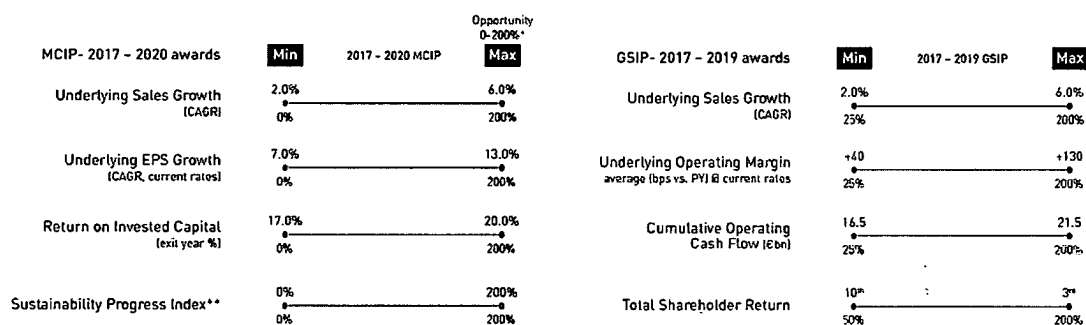 Opportunity
0-200%*
MCIP- 2017 – 2020 awards
Min
2017 – 2020 MCIP
Max
Underlying Sales Growth
(CAGR)
2.0%
6.0%
0%
200%
Underlying EPS Growth
(CAGR, current rates)
7.0%
13.0%
0%
200%
Return on Invested Capital
(exit year %)
17.0%
20.0%
0%
200%
Sustainability Progress Index**
0%
200%
0%
200%
GSIP- 2017 – 2019 awards
Min
2017 – 2019 GSIP
Max
Underlying Sales Growth
(CAGR)
2.0%
6.0%
25%
200%
Underlying Operating Margin
average (bps vs. PY) @ current rates
+40
+130
25%
200%
Cumulative Operating
Cash Flow (€bn)
16.5
21.5
25%
200%
Total Shareholder Return
10th
3rd
50%
200%